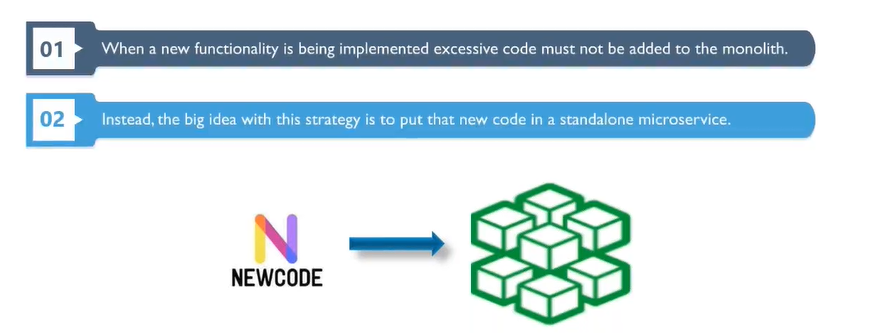 01
When a new functionality is being implemented excessive code must not be added to the monolith.
02
Instead, the big idea with this strategy is to put that new code in a standalone microservice.
NEWCODE